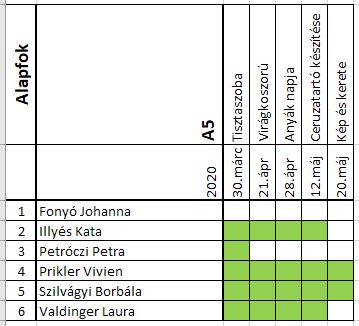 Alapfok
A5
2020
Tisztaszoba
30.márc
Virágkoszorú
21.ápr
Anyák napja
28.ápr
Ceruzatartó készítése
12.máj
Kép és kerete
20.máj
1 Fonyó Johanna
2 Illyés Kata
3 Petróczi Petra
4 Prikler Vivien
5 Szilvágyi Borbála
6 Valdinger Laura